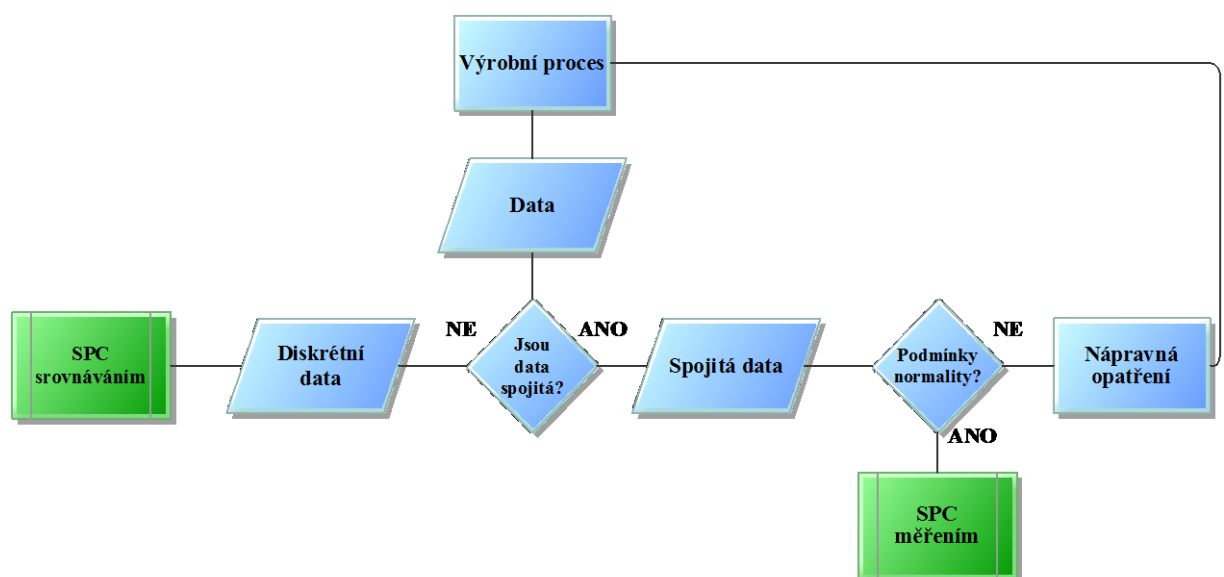 Výrobní proces
Data
NE
ANO
SPC
srovnáváním
Diskrétní
data
Jsou
data
spojitá?
Spojitá data
Podmínky
normality?
NE
Nápravná
opatření
ANO
SPC
měřením